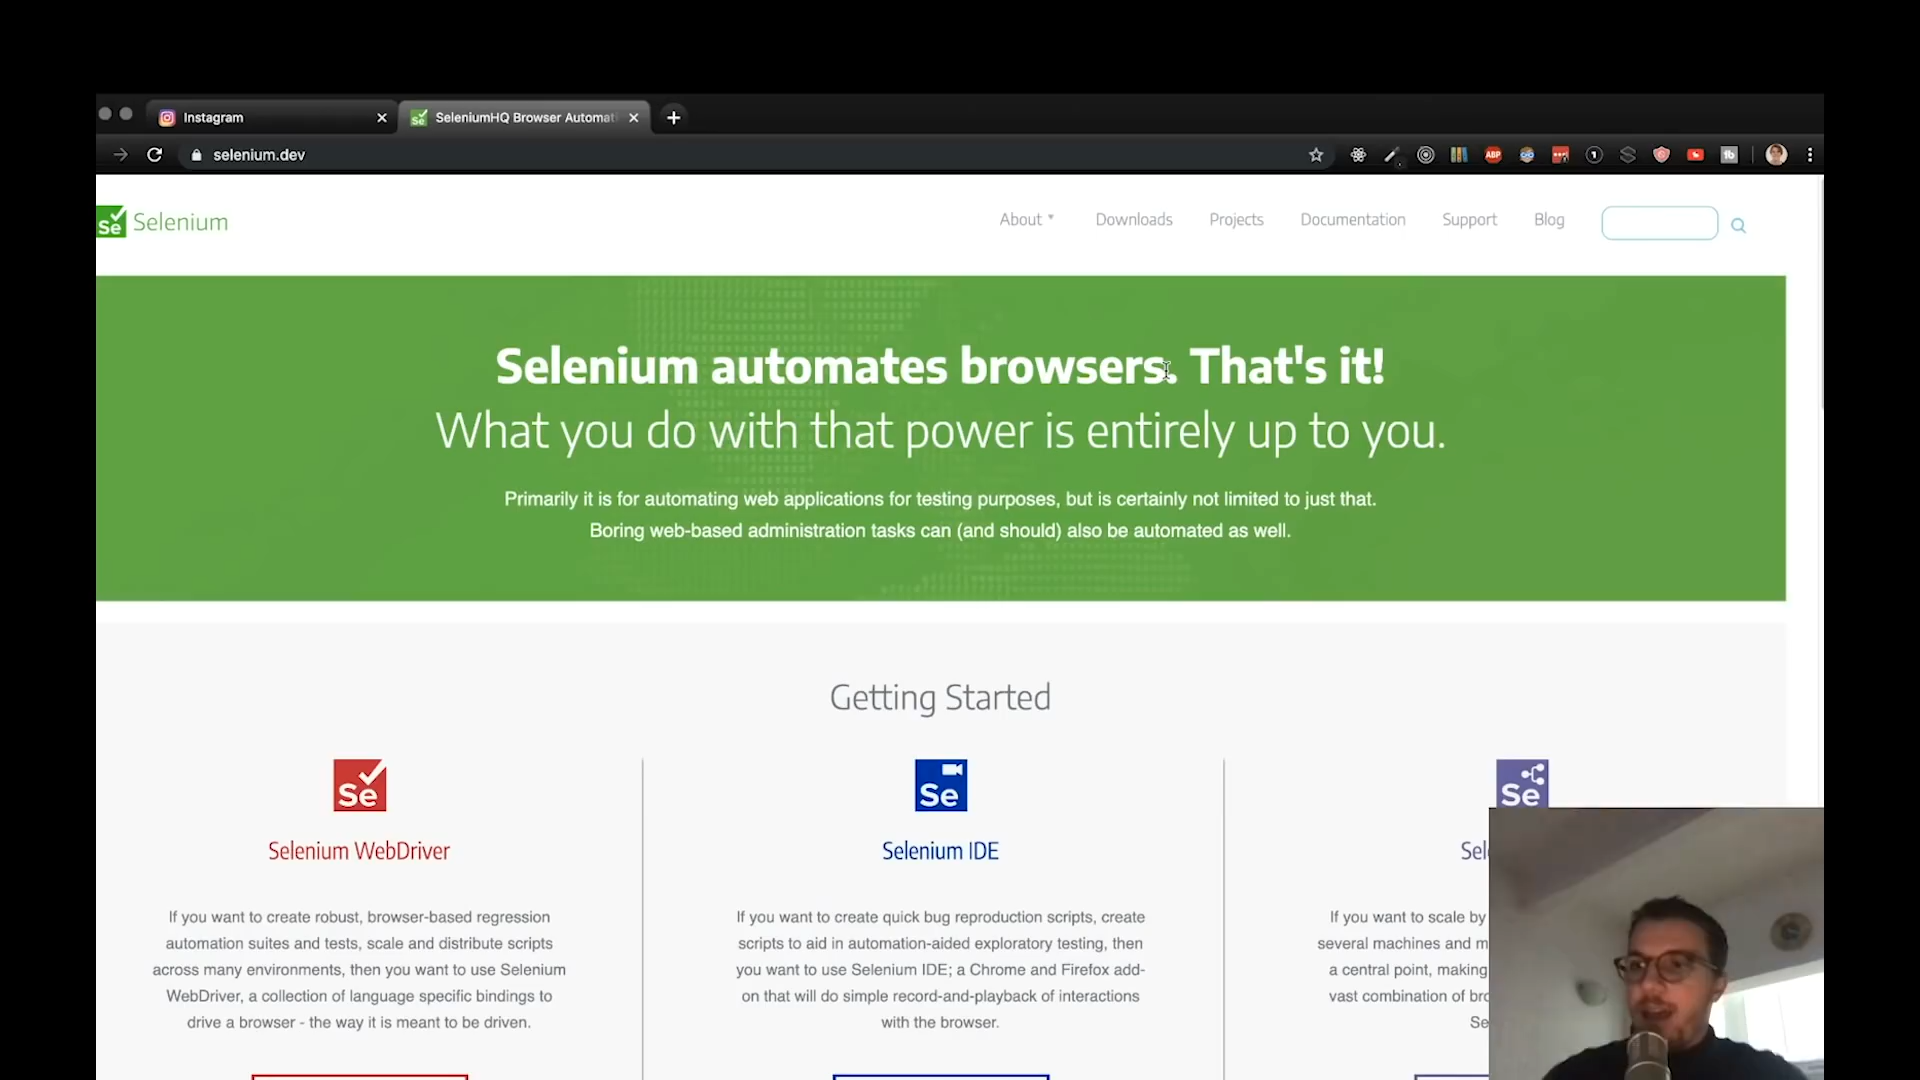 Instagram
SeleniumHQ Browser Automat
selenium.dev
ABP
1
tb
Se Selenium
About
Downloads
Projects
Documentation
Support
Blog
Selenium automates browsers. That's it!
What you do with that power is entirely up to you.
Primarily it is for automating web applications for testing purposes, but is certainly not limited to just that.
Boring web-based administration tasks can (and should) also be automated as well.
Getting Started
Se
Selenium WebDriver
If you want to create robust, browser-based regression
automation suites and tests, scale and distribute scripts
across many environments, then you want to use Selenium
WebDriver, a collection of language specific bindings to
drive a browser - the way it is meant to be driven.
Se
Selenium IDE
If you want to create quick bug reproduction scripts, create
scripts to aid in automation-aided exploratory testing, then
you want to use Selenium IDE; a Chrome and Firefox add-
on that will do simple record-and-playback of interactions
with the browser.
Se
Sel
If you want to scale by
several machines and m
a central point, making
vast combination of bro
Se